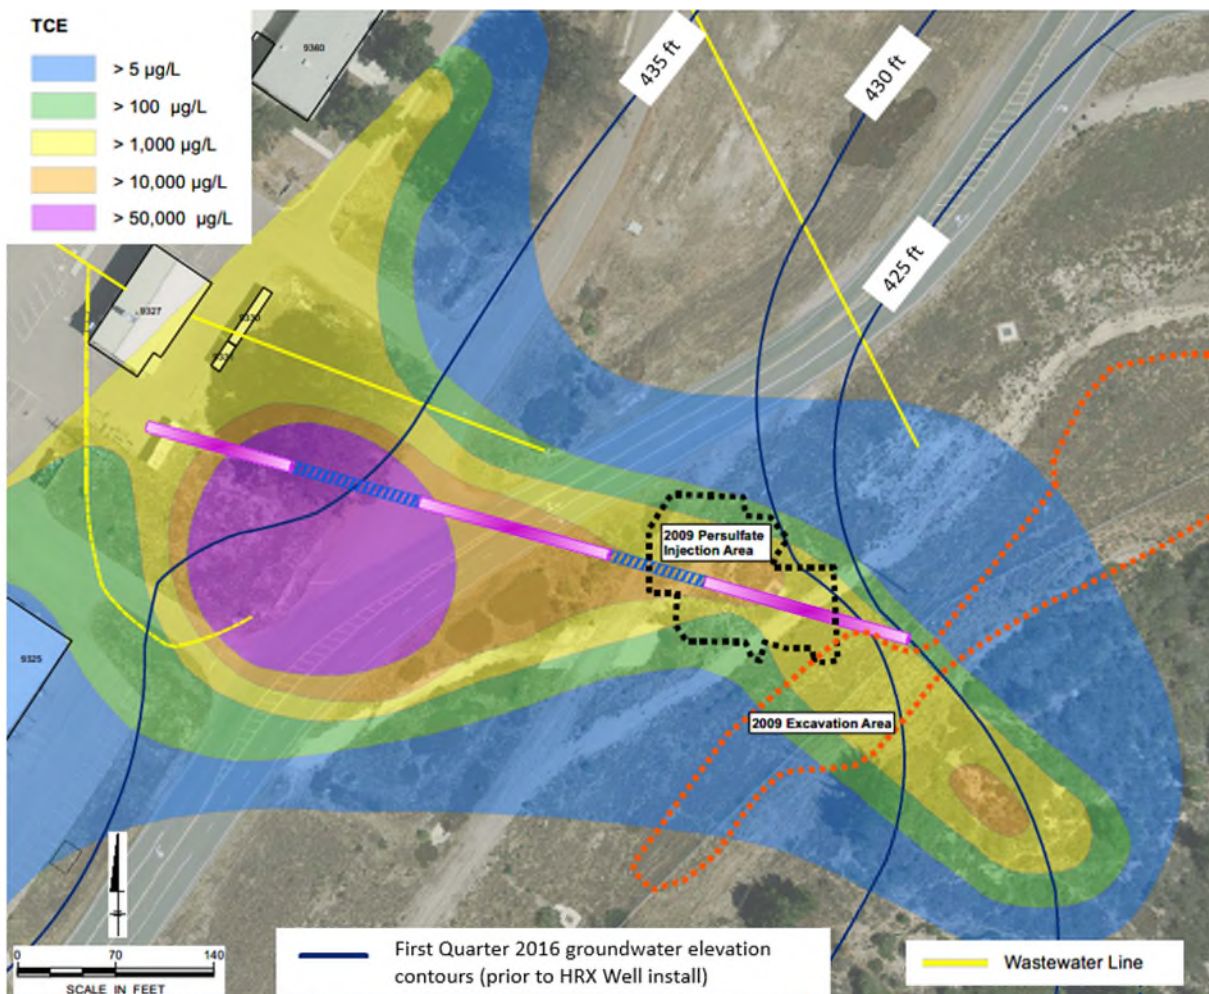 TCE
> 5 µg/L
> 100 µg/L
> 1,000 µg/L
> 10,000 µg/L
> 50,000 µg/L
9360
435 ft
430 ft
425 ft
9327
9330
2009 Persulfate
Injection Area
9325
2009 Excavation Area
0 70 140
SCALE IN FEET
First Quarter 2016 groundwater elevation
contours (prior to HRX Well install)
Wastewater Line